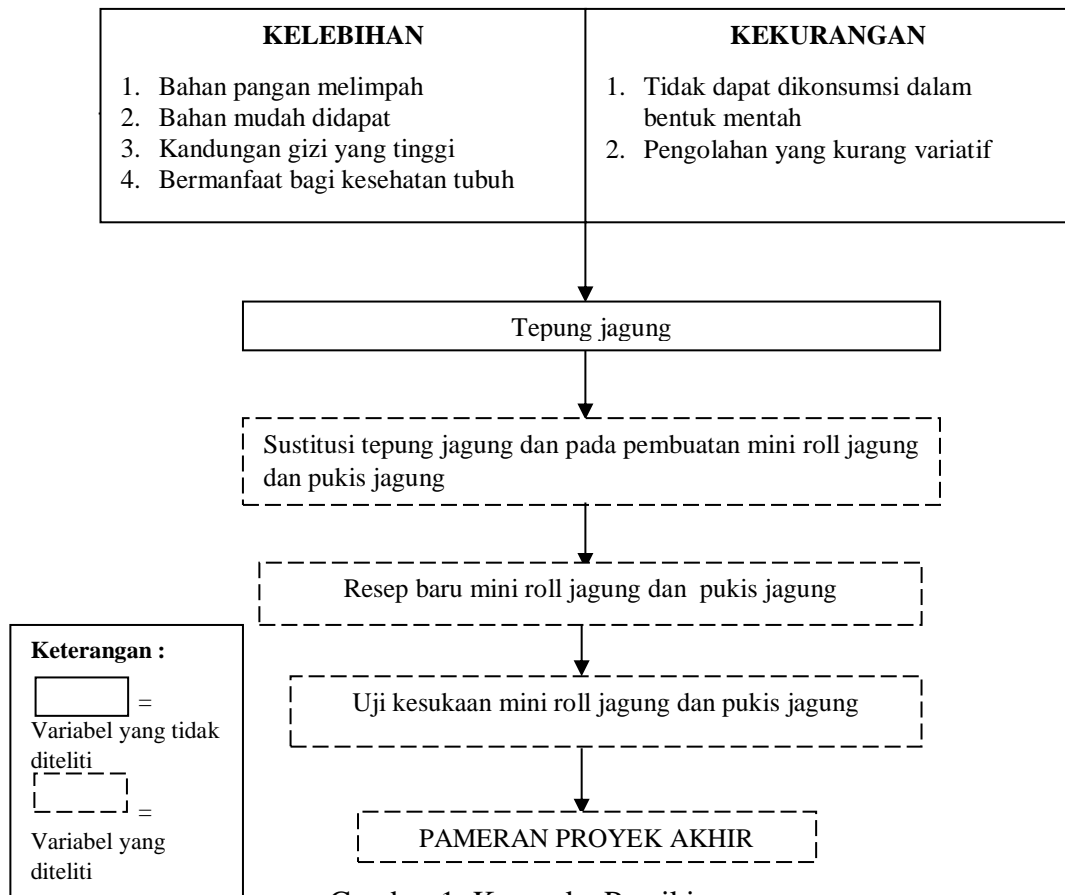 KELEBIHAN
1. Bahan pangan melimpah
2. Bahan mudah didapat
3. Kandungan gizi yang tinggi
4. Bermanfaat bagi kesehatan tubuh
KEKURANGAN
1. Tidak dapat dikonsumsi dalam
bentuk mentah
2. Pengolahan yang kurang variatif
Tepung jagung
Sustitusi tepung jagung dan pada pembuatan mini roll jagung
dan pukis jagung
Resep baru mini roll jagung dan pukis jagung
Uji kesukaan mini roll jagung dan pukis jagung
PAMERAN PROYEK AKHIR
Keterangan :
=
Variabel yang tidak
diteliti
=
Variabel yang
diteliti